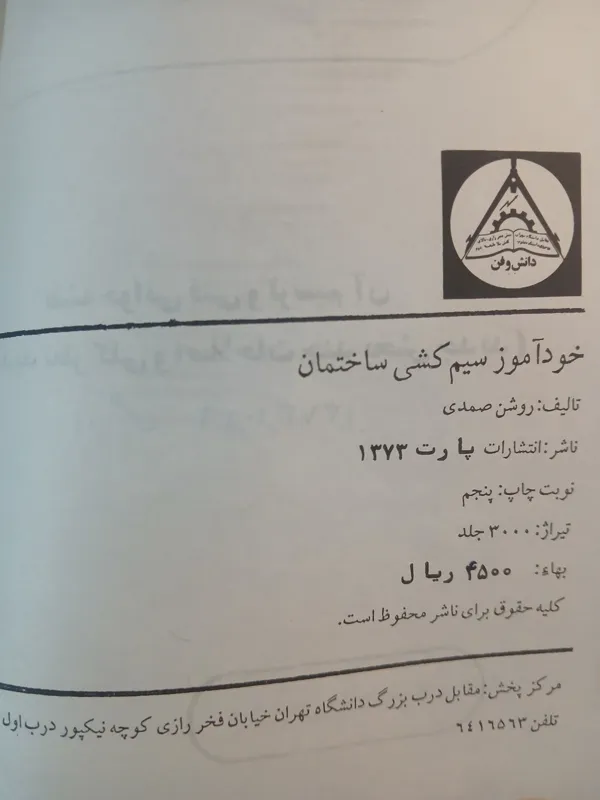 دانش و فن
خودآموز سیم کشی ساختمان
تالیف: روشن صمدی
ناشر: انتشارات پارت ۱۳۷۳
نوبت چاپ: پنجم
تیراژ: ۳۰۰۰ جلد
بهاء: ۴۵۰۰ ریال
کلیه حقوق برای ناشر محفوظ است.
مرکز پخش: مقابل درب بزرگ دانشگاه تهران خیابان فخر رازی کوچه نیکپور درب اول
تلفن ۶٤۱۶۵۶۳